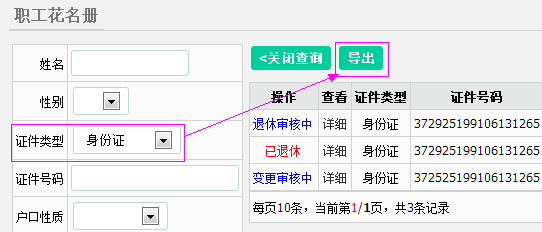 职工花名册
姓名
性别
证件类型 身份证
证件号码
户口性质
<关闭查询 导出
操作 查看 证件类型 证件号码
退休审核中 详细 身份证 372925199106131265
已退休 详细 身份证 372925199106131265
变更审核中 详细 身份证 372525199106131265
每页10条，当前第1/1页，共3条记录